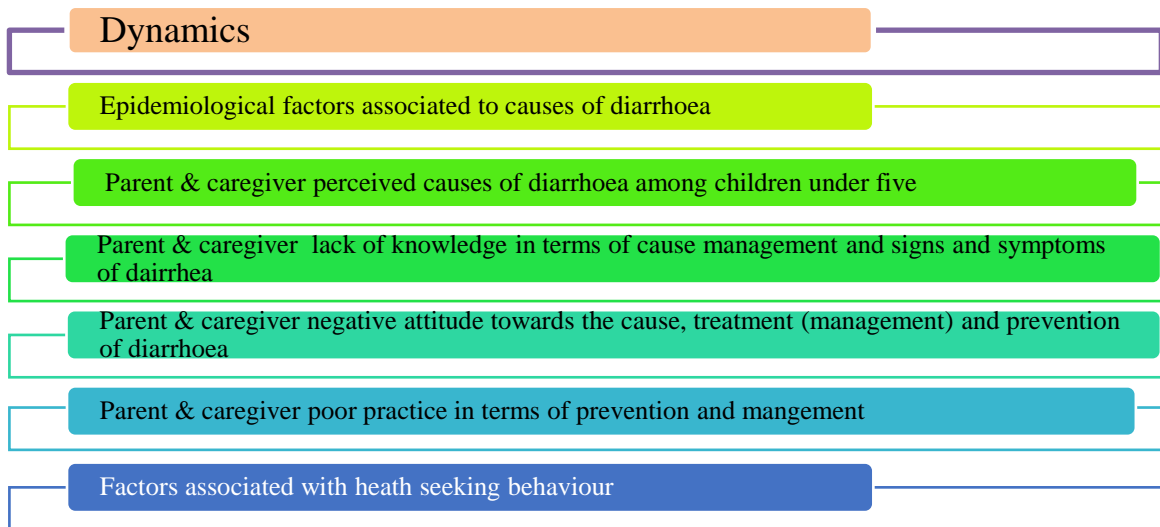 Dynamics
Epidemiological factors associated to causes of diarrhoea
Parent & caregiver perceived causes of diarrhoea among children under five
Parent & caregiver lack of knowledge in terms of cause management and signs and symptoms
of dairrhea
Parent & caregiver negative attitude towards the cause, treatment (management) and prevention
of diarrhoea
Parent & caregiver poor practice in terms of prevention and mangement
Factors associated with heath seeking behaviour